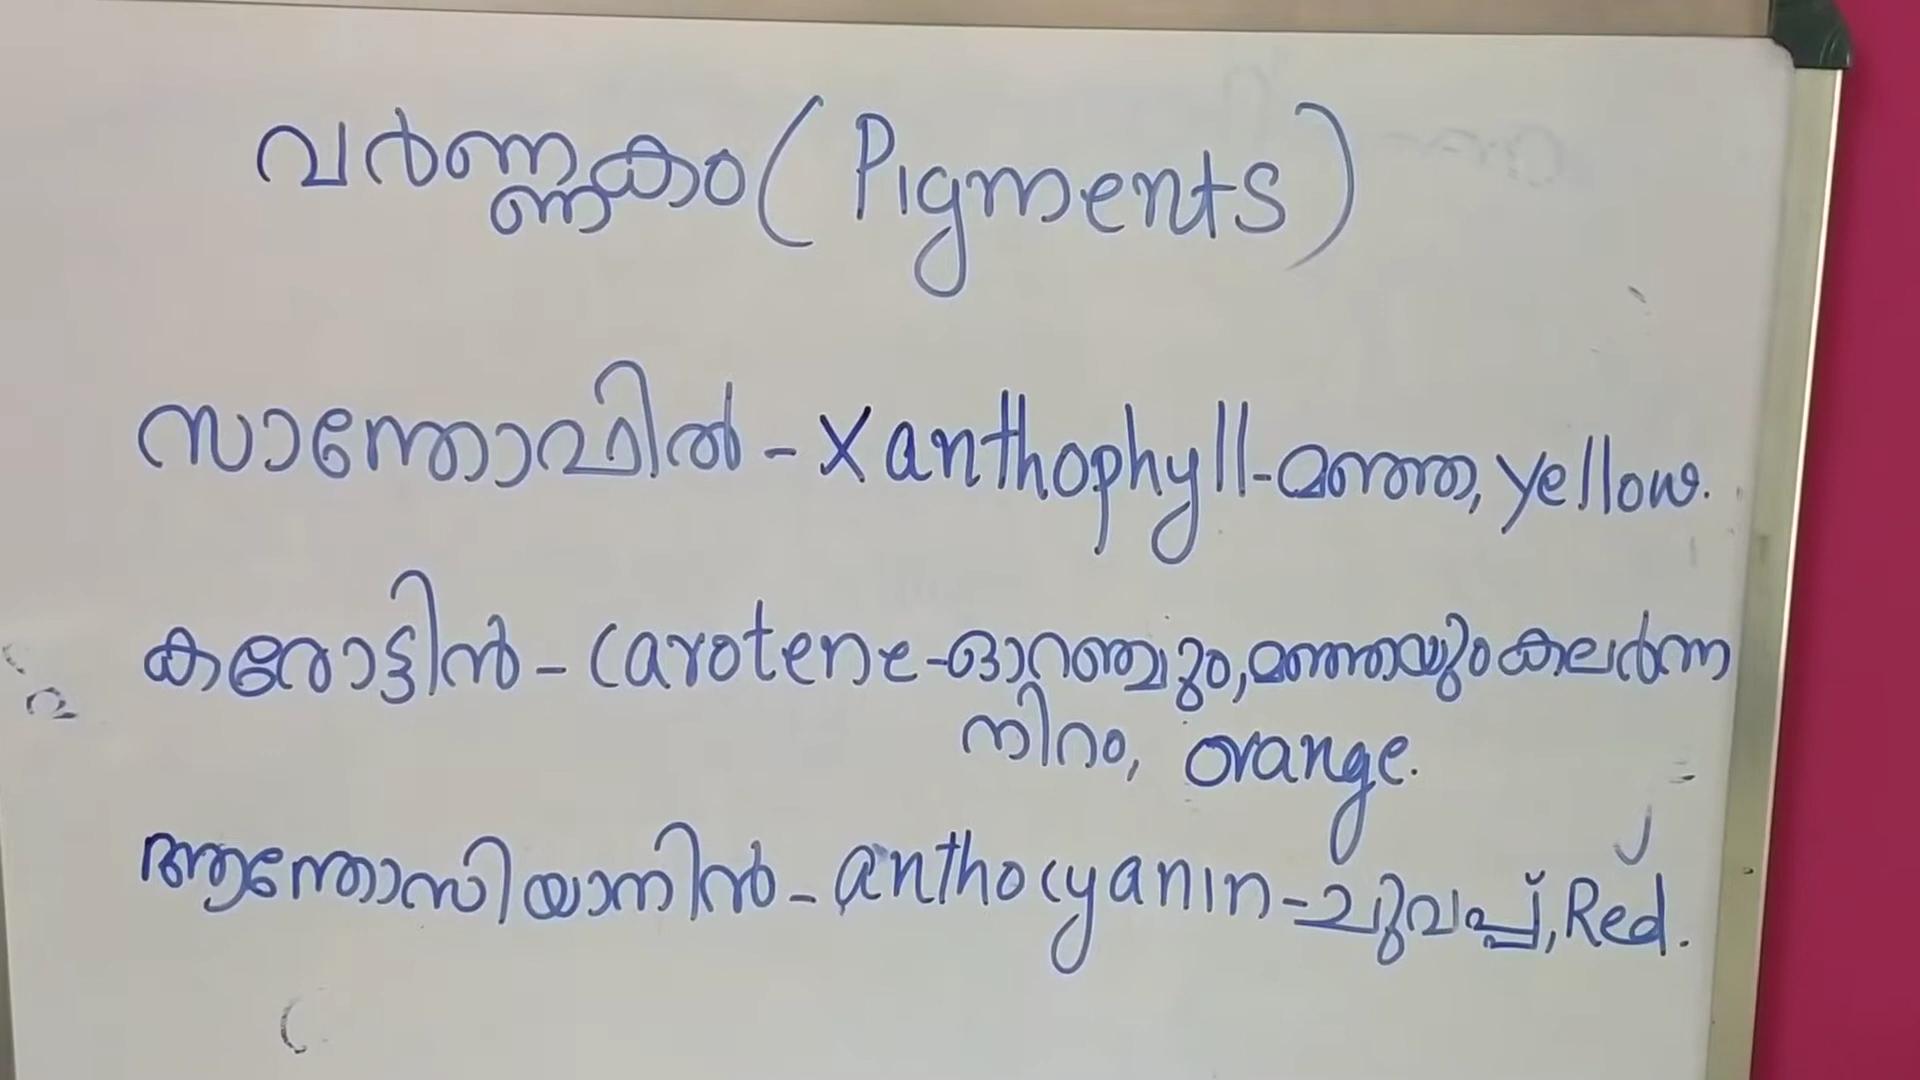 വർണ്ണകം (Pigments)
സാന്തോഫിൽ - Xanthophyll - മഞ്ഞ, Yellow.
കരോട്ടിൻ - Carotene - ഓറഞ്ചും, മഞ്ഞയും കലർന്ന
നിറം, orange.
ആന്തോസിയാനിൻ - anthocyanin - ചുവപ്പ്, Red.